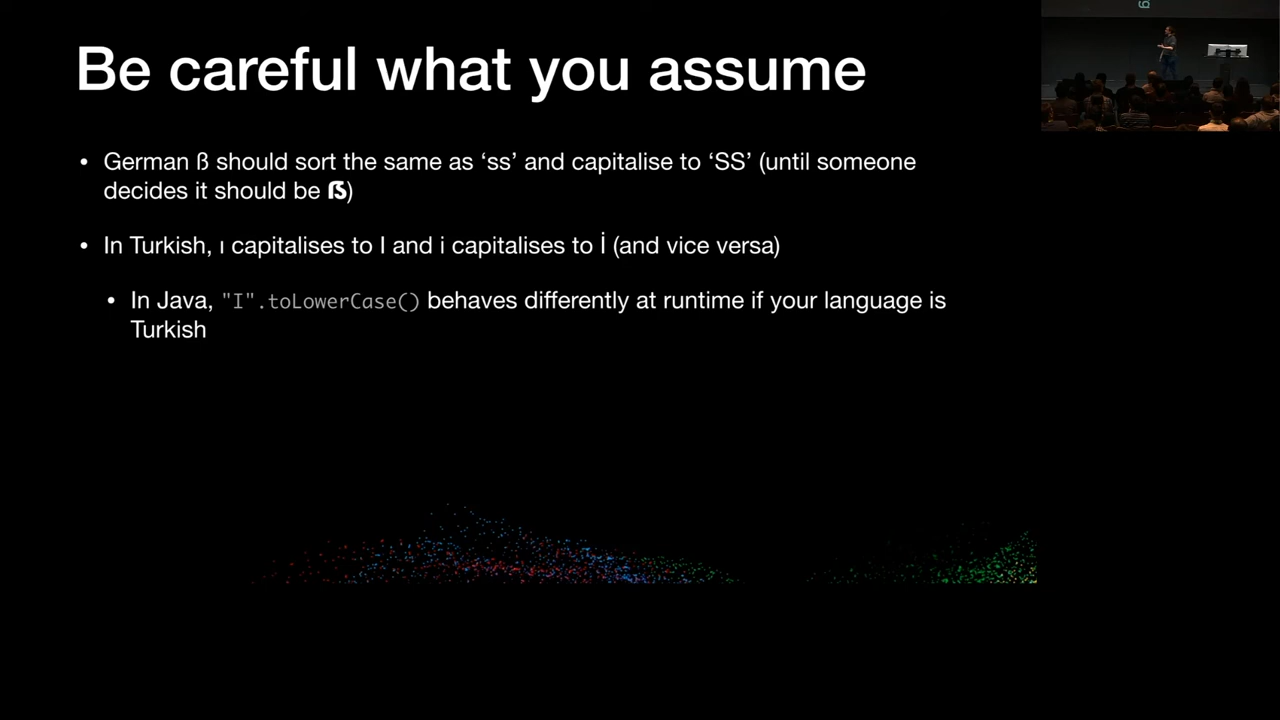 Be careful what you assume
• German ß should sort the same as ‘ss’ and capitalise to ‘SS’ (until someone
decides it should be ẞ)
• In Turkish, ı capitalises to I and i capitalises to İ (and vice versa)
• In Java, "I".toLowerCase() behaves differently at runtime if your language is
Turkish